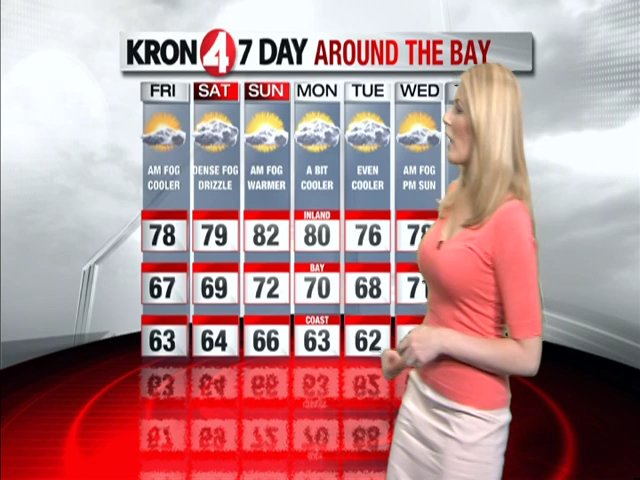 KRON 4 7 DAY AROUND THE BAY
FRI SAT SUN MON TUE WED
AM FOG DENSE FOG AM FOG A BIT EVEN AM FOG
COOLER DRIZZLE WARMER COOLER COOLER PM SUN
INLAND
78 79 82 80 76
BAY
67 69 72 70 68 71
COAST
63 64 66 63 62